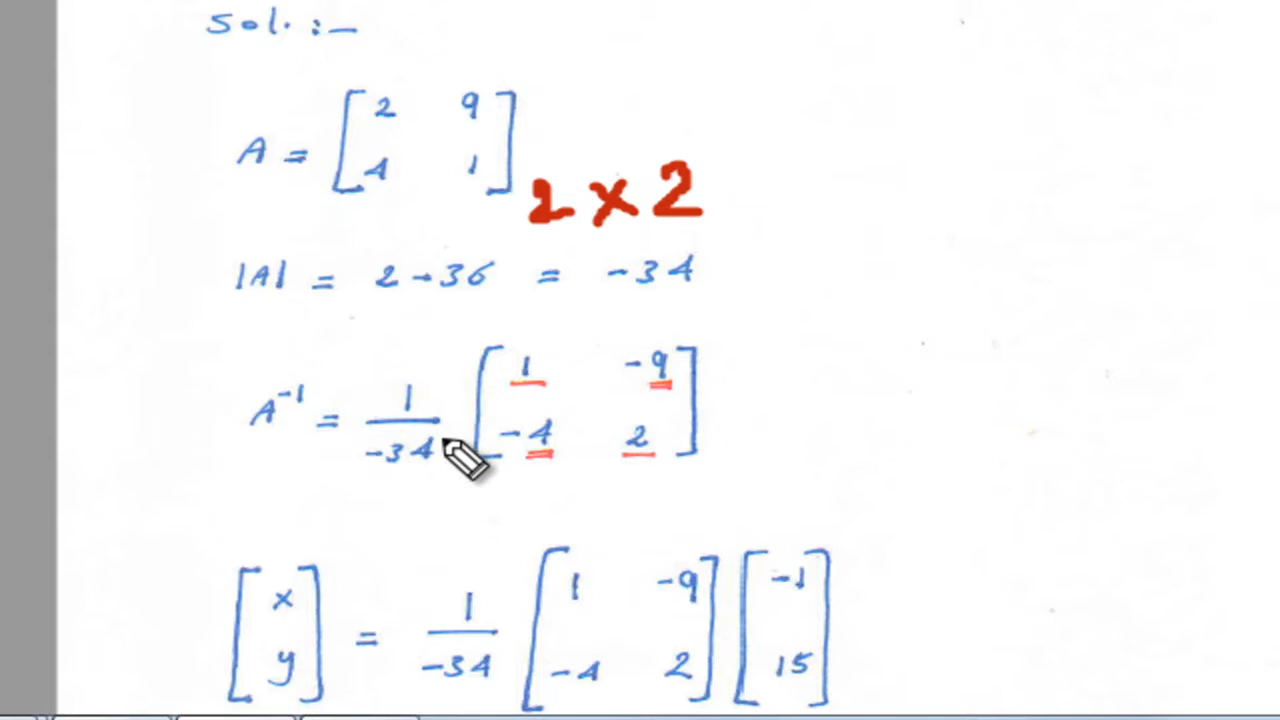 Sol. :-
A = [ 2 9
4 1 ] 2 × 2
|A| = 2 - 36 = -34
A⁻¹ = 1/-34 [ 1 -9
-4 2 ]
[ x
y ] = 1/-34 [ 1 -9
-4 2 ] [ -1
15 ]